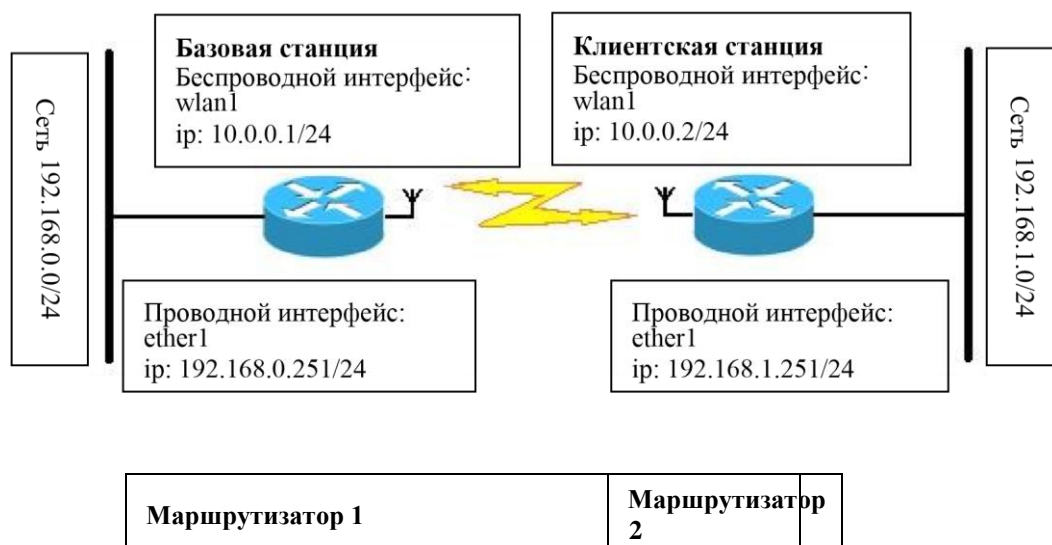 Базовая станция
Беспроводной интерфейс:
wlan1
ip: 10.0.0.1/24
Клиентская станция
Беспроводной интерфейс:
wlan1
ip: 10.0.0.2/24
Сеть 192.168.0.0/24
Сеть 192.168.1.0/24
Проводной интерфейс:
ether1
ip: 192.168.0.251/24
Проводной интерфейс:
ether1
ip: 192.168.1.251/24
Маршрутизатор 1
Маршрутизатор
2